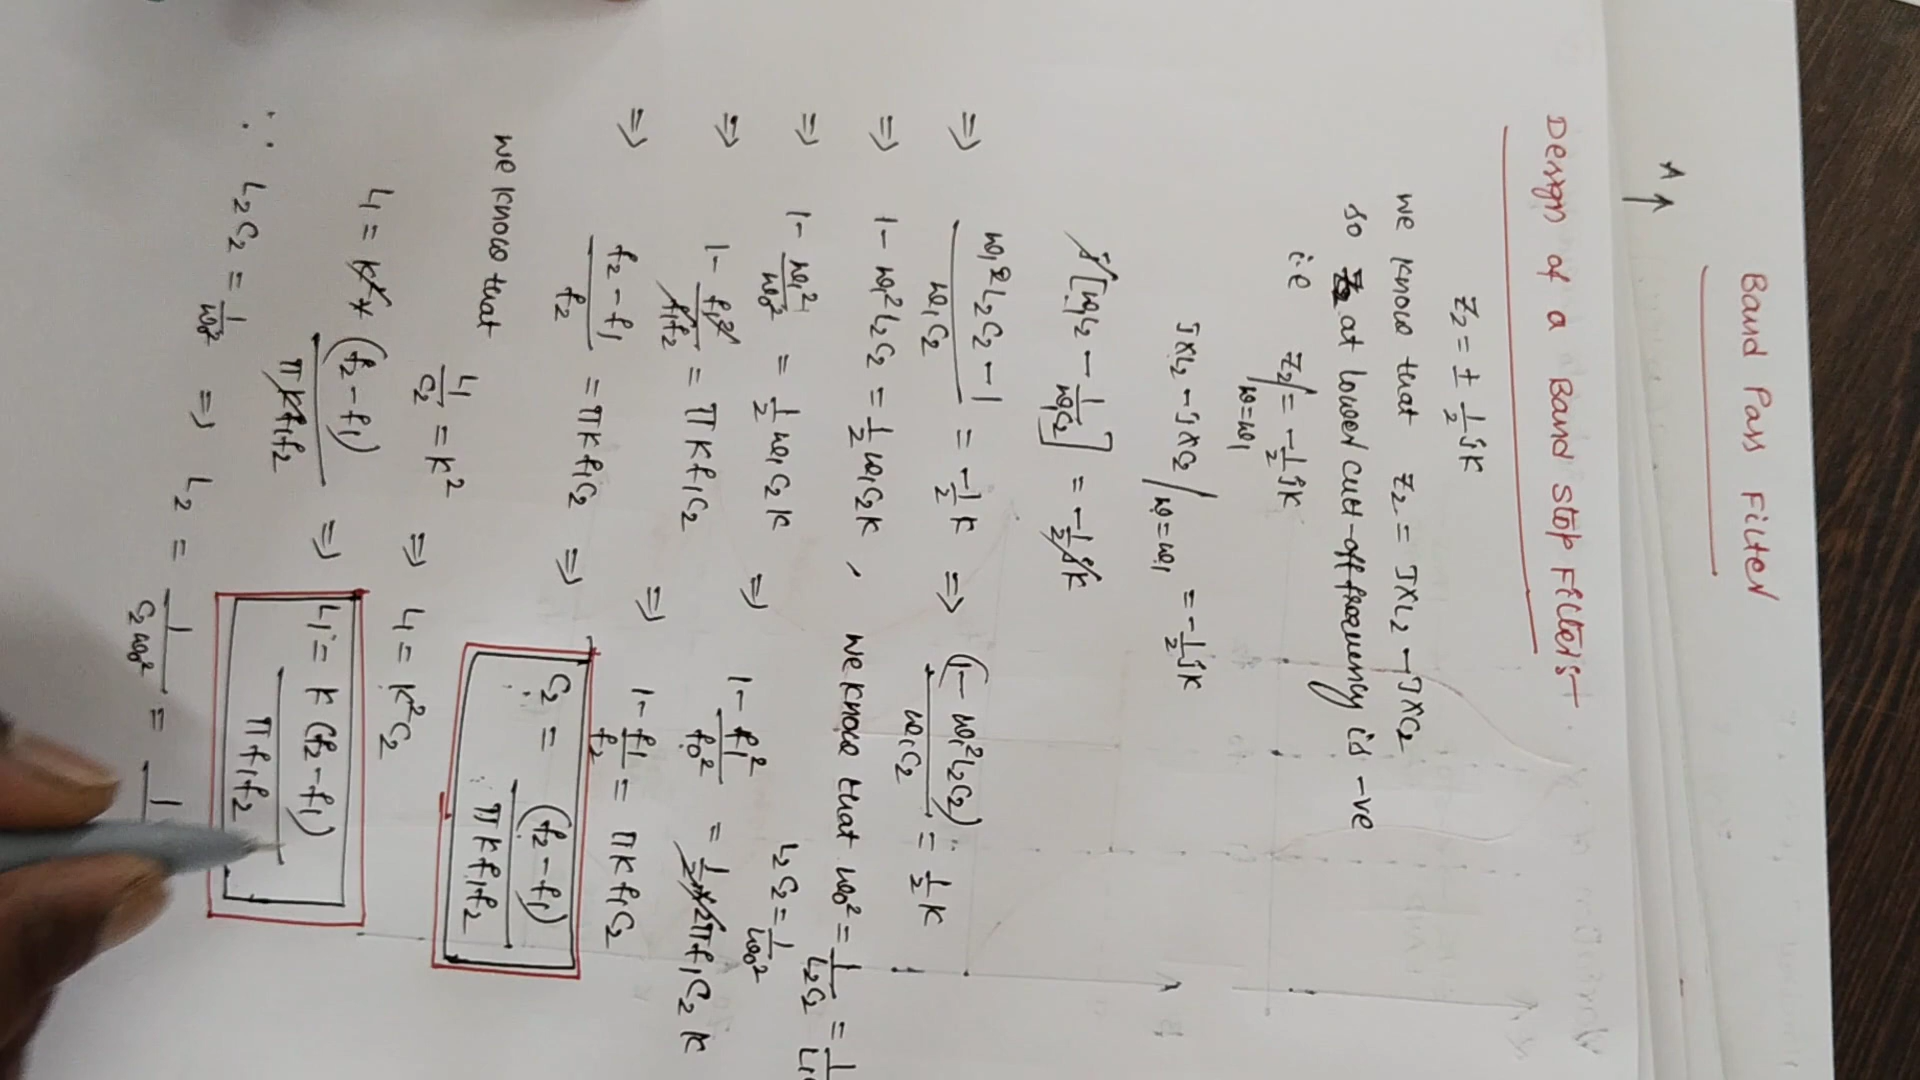 Band Pass Filter
Design of a Band Stop Filter:-
Z₂ = ± 1/2 jK
we know that Z₂ = JXL₂ - JXC₂
so Z₂ at lower cutt-off frequency is -ve
i.e Z₂/ω=ω₁ = -1/2 jK
JXL₂ - JXC₂ /ω=ω₁ = -1/2 jK
j[ω₁L₂ - 1/ω₁C₂] = -1/2 jK
⇒ ω₁²L₂C₂ - 1 / ω₁C₂ = -1/2 K ⇒ (1 - ω₁²L₂C₂) / ω₁C₂ = 1/2 K
⇒ 1 - ω₁²L₂C₂ = 1/2 ω₁C₂K, we know that ω₀² = 1/L₂C₂ = 1/L₁
L₂C₂ = 1/ω₀²
⇒ 1 - ω₁²/ω₀² = 1/2 ω₁C₂K ⇒ 1 - f₁²/f₀² = 1/2 × 2πf₁C₂K
⇒ 1 - f₁²/f₁f₂ = πKf₁C₂ ⇒ 1 - f₁/f₂ = πKf₁C₂
⇒ f₂ - f₁ / f₂ = πKf₁C₂ ⇒ C₂ = (f₂ - f₁) / πKf₁f₂
we know that
L₁/C₂ = K² ⇒ L₁ = K²C₂
L₁ = K² × (f₂ - f₁) / πKf₁f₂ ⇒ L₁ = K(f₂ - f₁) / πf₁f₂
∵ L₂C₂ = 1/ω₀² ⇒ L₂ = 1/C₂ω₀² = 1